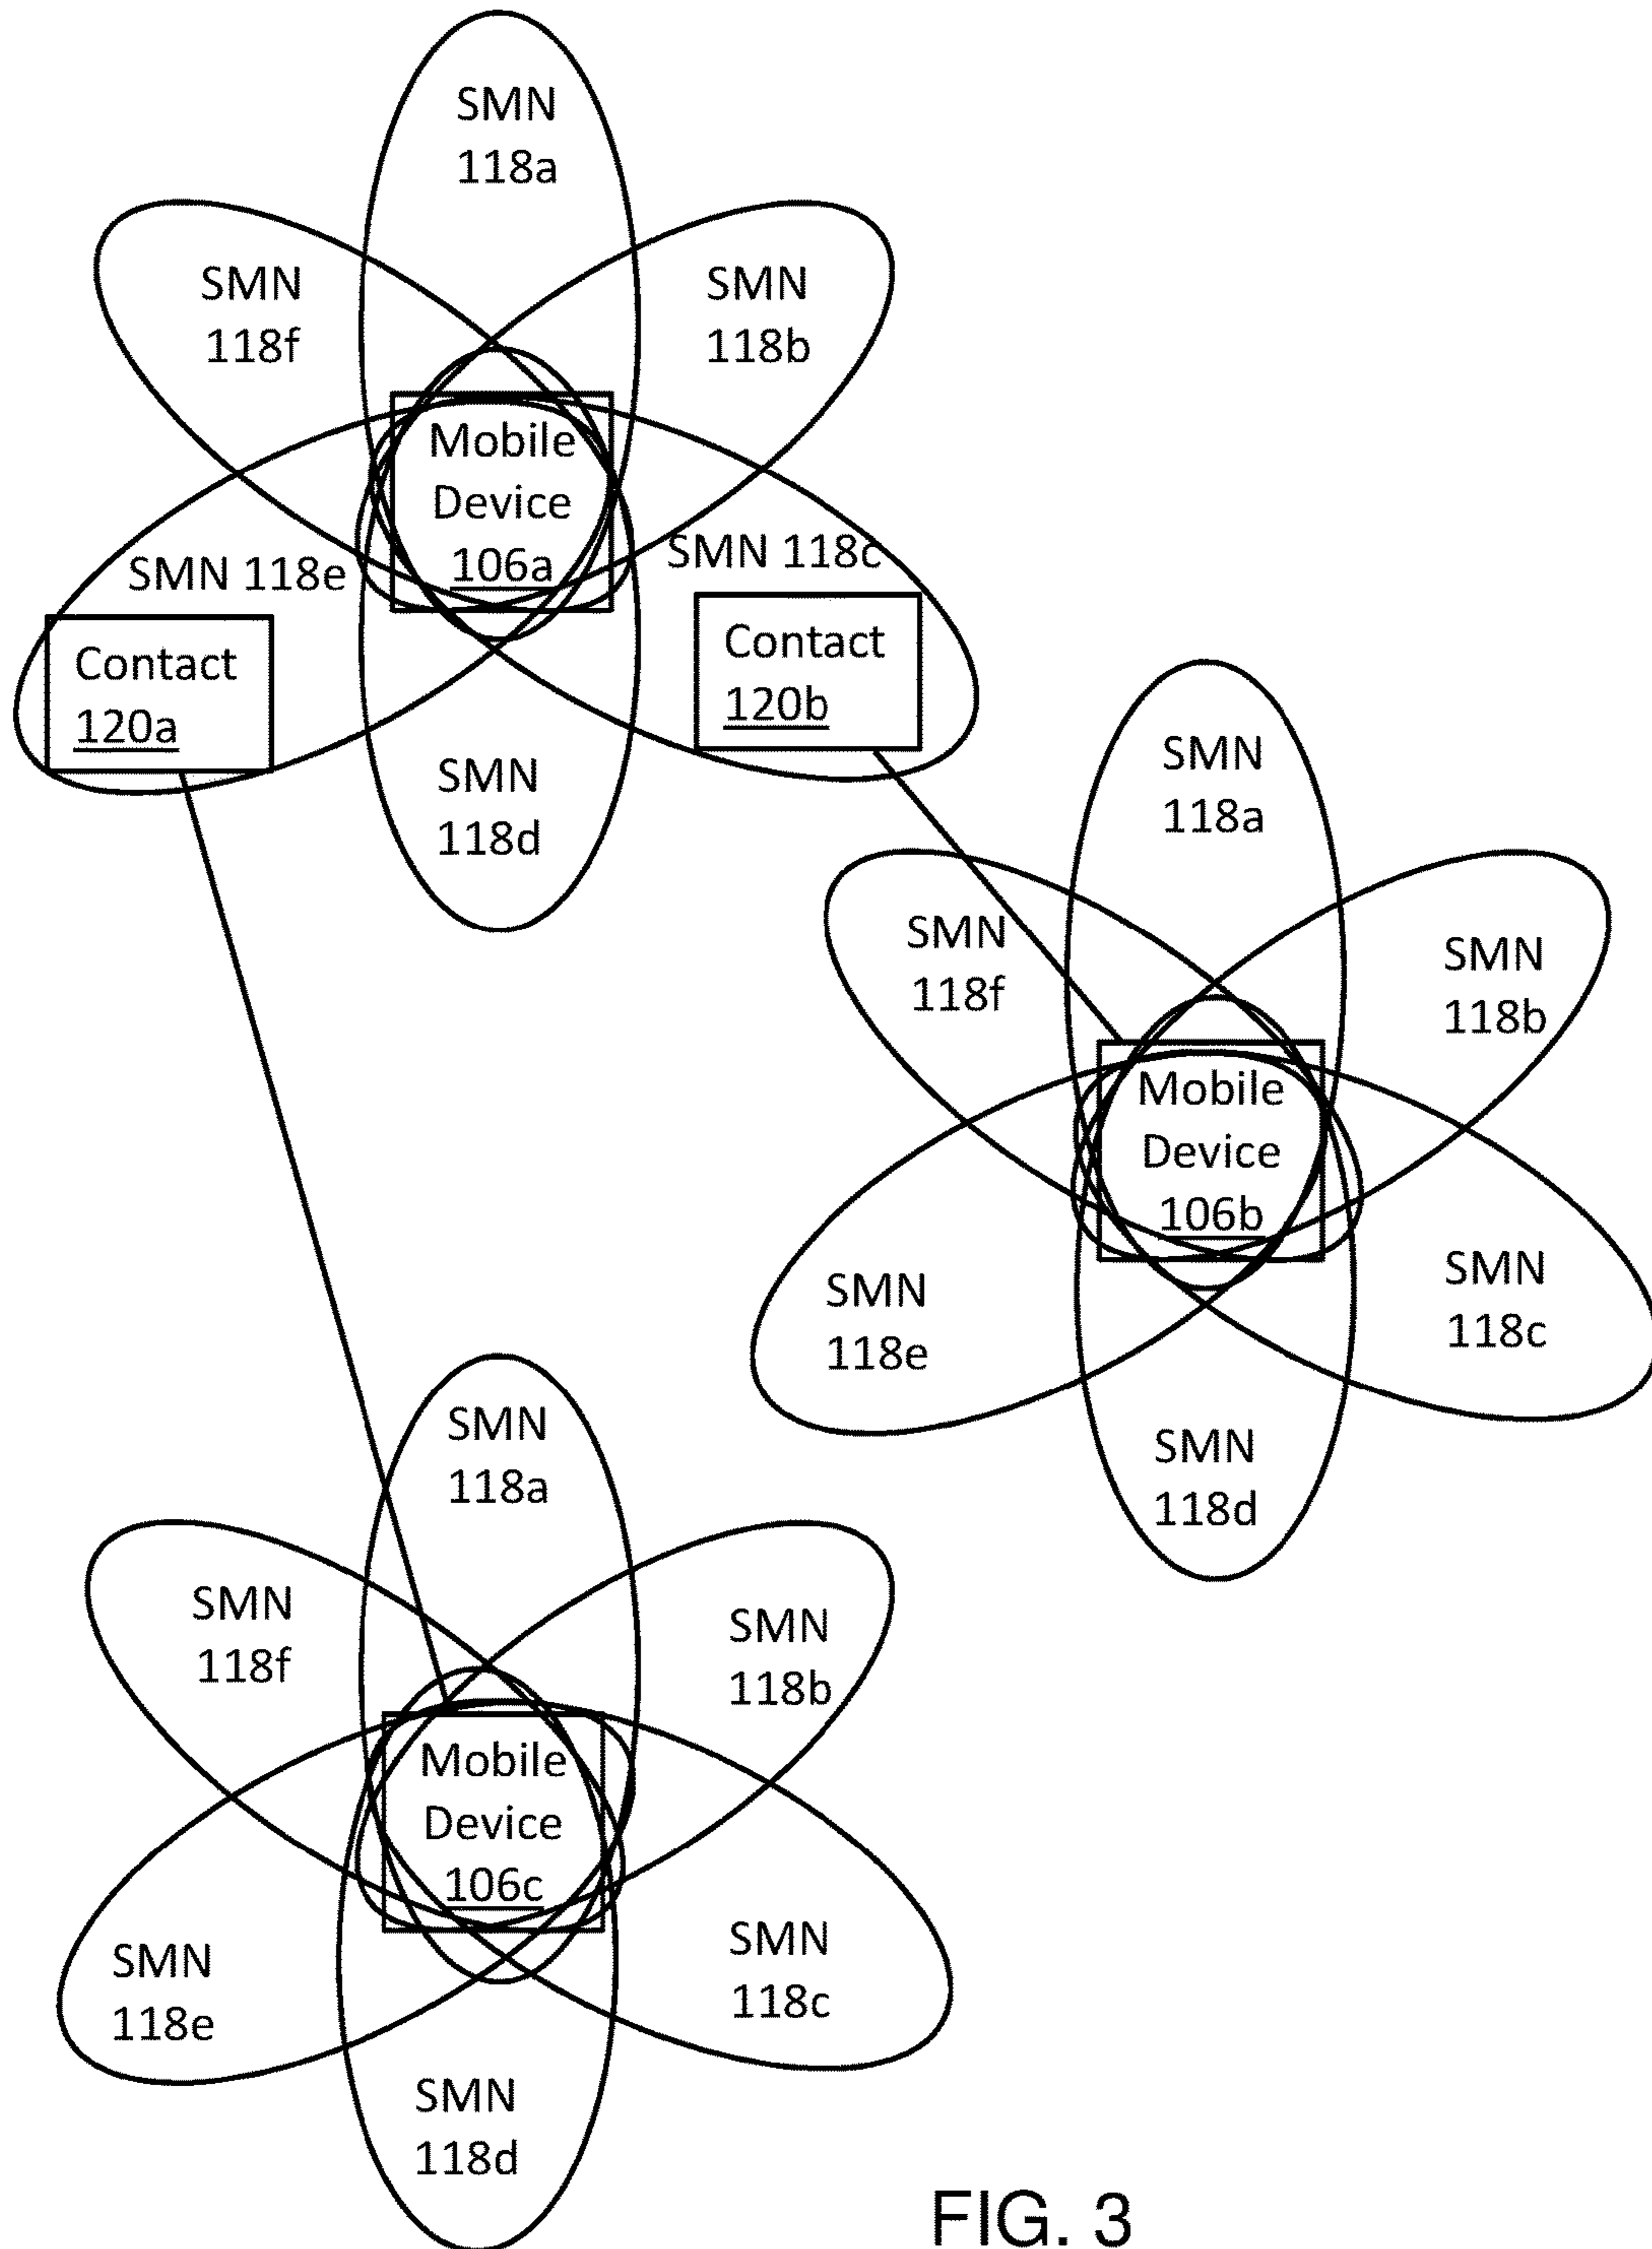 SMN
118a
SMN
118f
SMN
118b
Mobile
Device
106a
SMN 118e
SMN 118c
Contact
120a
Contact
120b
SMN
118d
SMN
118a
SMN
118f
SMN
118b
Mobile
Device
106b
SMN
118e
SMN
118c
SMN
118d
SMN
118a
SMN
118f
SMN
118b
Mobile
Device
106c
SMN
118e
SMN
118c
SMN
118d
FIG. 3